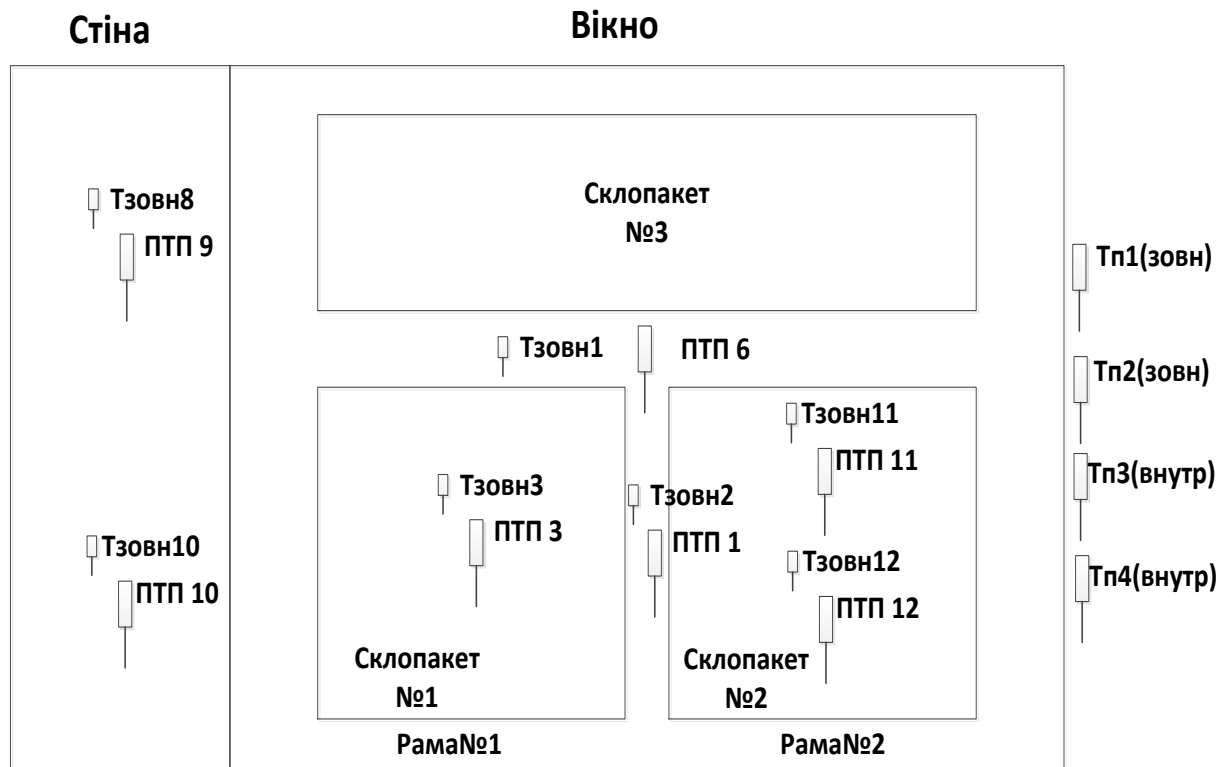 Стіна
Вікно
Склопакет
№3
Тзовн8
ПТП 9
Тп1(зовн)
Тзовн1
ПТП 6
Тп2(зовн)
Тзовн11
ПТП 11
Тп3(внутр)
Тзовн3
Тзовн2
ПТП 3
ПТП 1
Тзовн10
Тзовн12
Тп4(внутр)
ПТП 10
ПТП 12
Склопакет
№1
Склопакет
№2
Рама№1
Рама№2